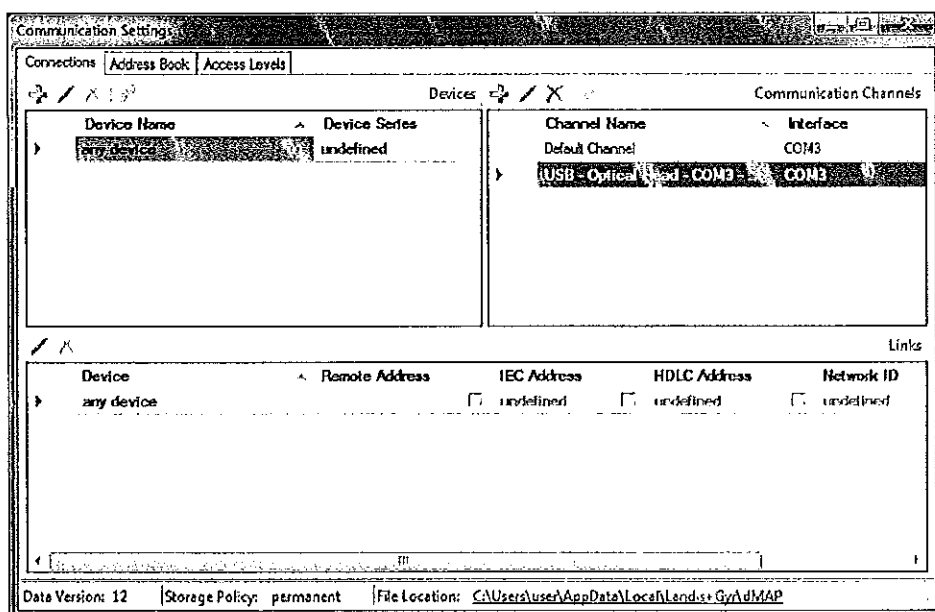 Communication Settings
Connections Address Book Access Levels
Devices
Communication Channels
Device Name Device Series
any device undefined
Channel Name Interface
Default Channel COM3
USB - Optical Head - COM3 - COM3
Links
Device Remote Address IEC Address HDLC Address Network ID
any device undefined undefined undefined
Data Version: 12 Storage Policy: permanent File Location: C:\Users\user\AppData\Local\Landis+Gyr\dMAP